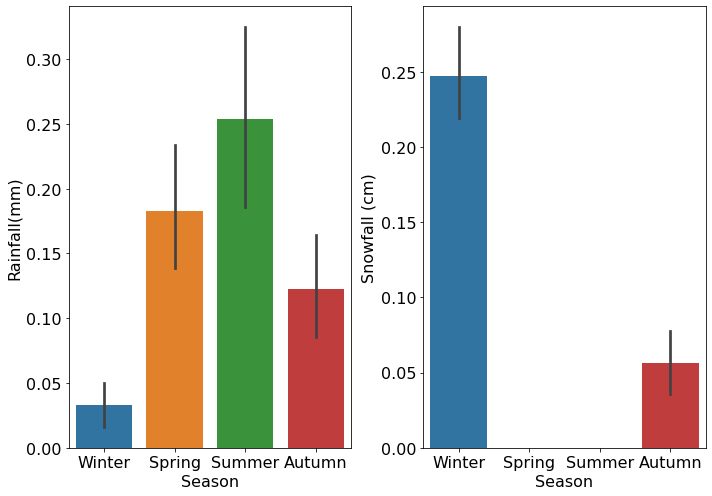 Rainfall(mm)
0.30
0.25
0.20
0.15
0.10
0.05
0.00
Winter Spring Summer Autumn
Season
Snowfall (cm)
0.25
0.20
0.15
0.10
0.05
0.00
Winter Spring Summer Autumn
Season